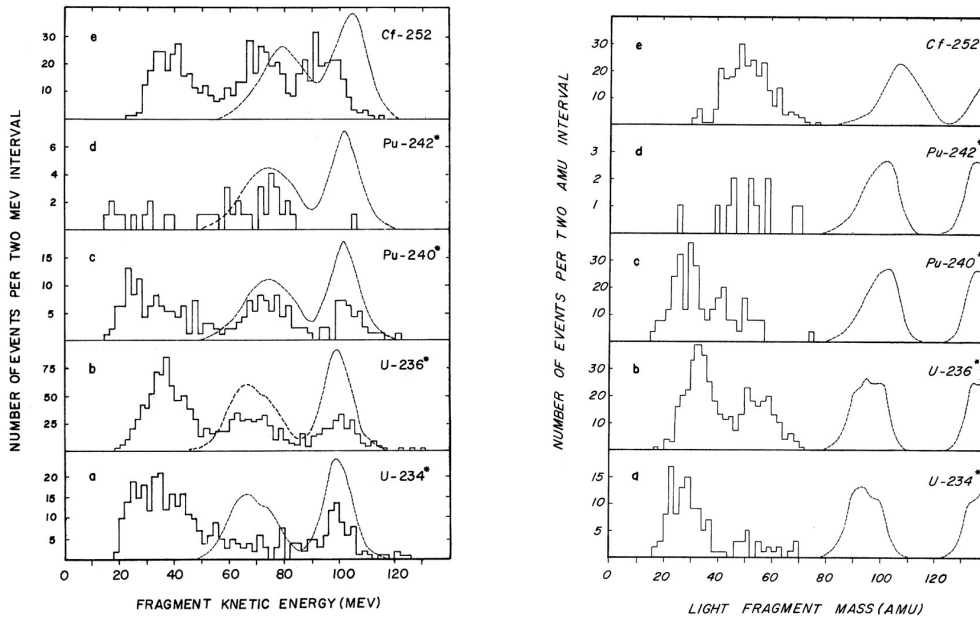 e
Cf-252
30
20
10
d
Pu-242*
6
4
2
c
Pu-240*
15
10
5
b
U-236*
75
50
25
a
U-234*
20
15
10
5
0 20 40 60 80 100 120
NUMBER OF EVENTS PER TWO MEV INTERVAL
FRAGMENT KNETIC ENERGY (MEV)
e
Cf-252
30
20
10
d
Pu-242*
3
2
1
c
Pu-240*
30
20
10
b
U-236*
30
20
10
d
U-234*
15
10
5
0 20 40 60 80 100 120
NUMBER OF EVENTS PER TWO AMU INTERVAL
LIGHT FRAGMENT MASS (AMU)